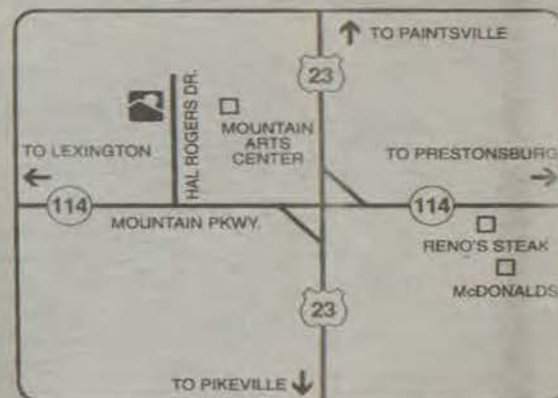 TO PAINTSVILLE
23
HAL ROGERS DR.
MOUNTAIN
ARTS
CENTER
TO LEXINGTON
TO PRESTONSBURG
114
MOUNTAIN PKWY.
114
RENO'S STEAK
McDONALDS
23
TO PIKEVILLE